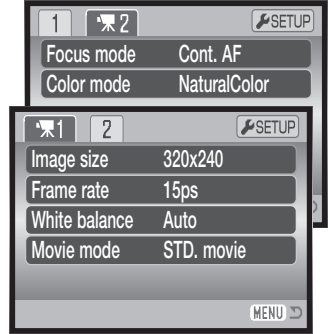 1 2 SETUP
Focus mode Cont. AF
Color mode NaturalColor
1 2 SETUP
Image size 320x240
Frame rate 15ps
White balance Auto
Movie mode STD. movie
MENU